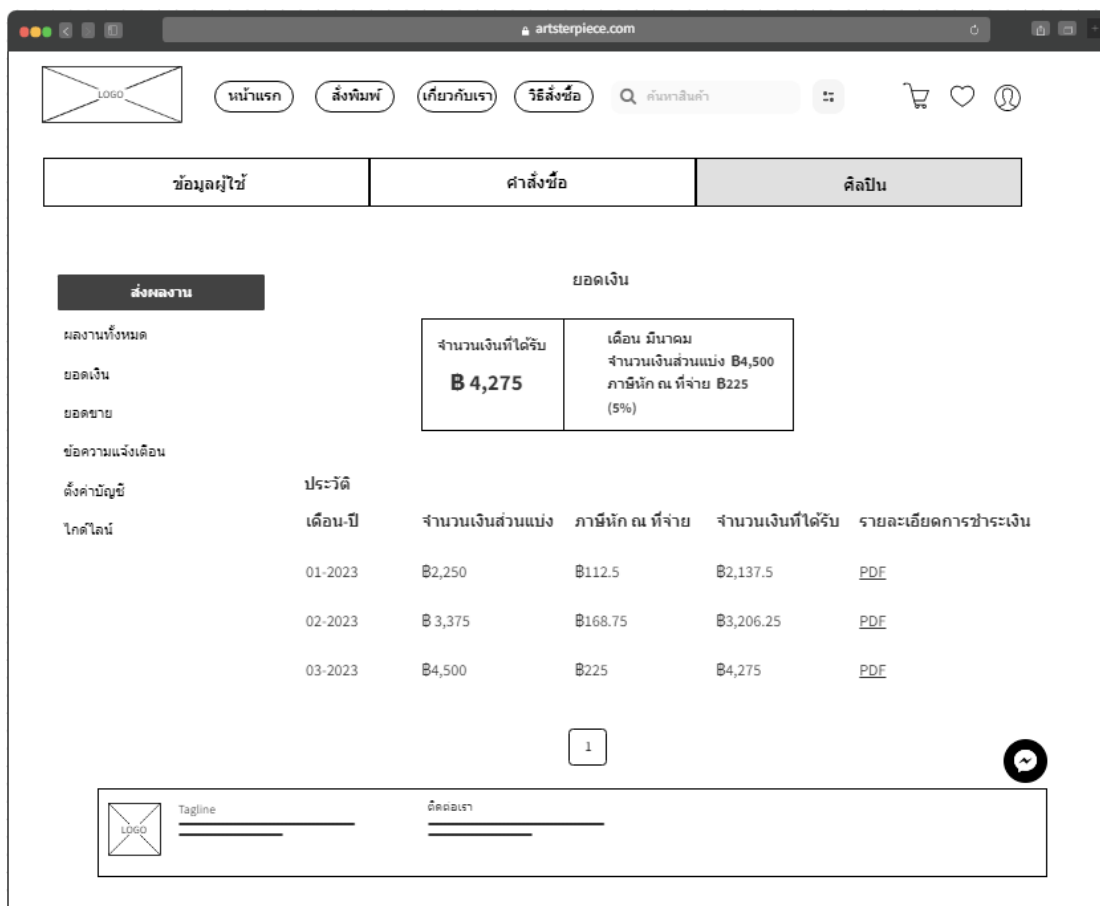 artsterpiece.com
LOGO หน้าแรก สั่งพิมพ์ เกี่ยวกับเรา วิธีสั่งซื้อ ค้นหาสินค้า
ข้อมูลผู้ใช้ คำสั่งซื้อ ศิลปิน
ยอดเงิน
ส่งผลงาน
ผลงานทั้งหมด
ยอดเงิน
ยอดขาย
ข้อความแจ้งเตือน
ตั้งค่าบัญชี
ไกด์ไลน์
จำนวนเงินที่ได้รับ
฿ 4,275
เดือน มีนาคม
จำนวนเงินส่วนแบ่ง ฿4,500
ภาษีหัก ณ ที่จ่าย ฿225
(5%)
ประวัติ
เดือน-ปี จำนวนเงินส่วนแบ่ง ภาษีหัก ณ ที่จ่าย จำนวนเงินที่ได้รับ รายละเอียดการชำระเงิน
01-2023 ฿2,250 ฿112.5 ฿2,137.5 PDF
02-2023 ฿ 3,375 ฿168.75 ฿3,206.25 PDF
03-2023 ฿4,500 ฿225 ฿4,275 PDF
1
LOGO Tagline ติดต่อเรา